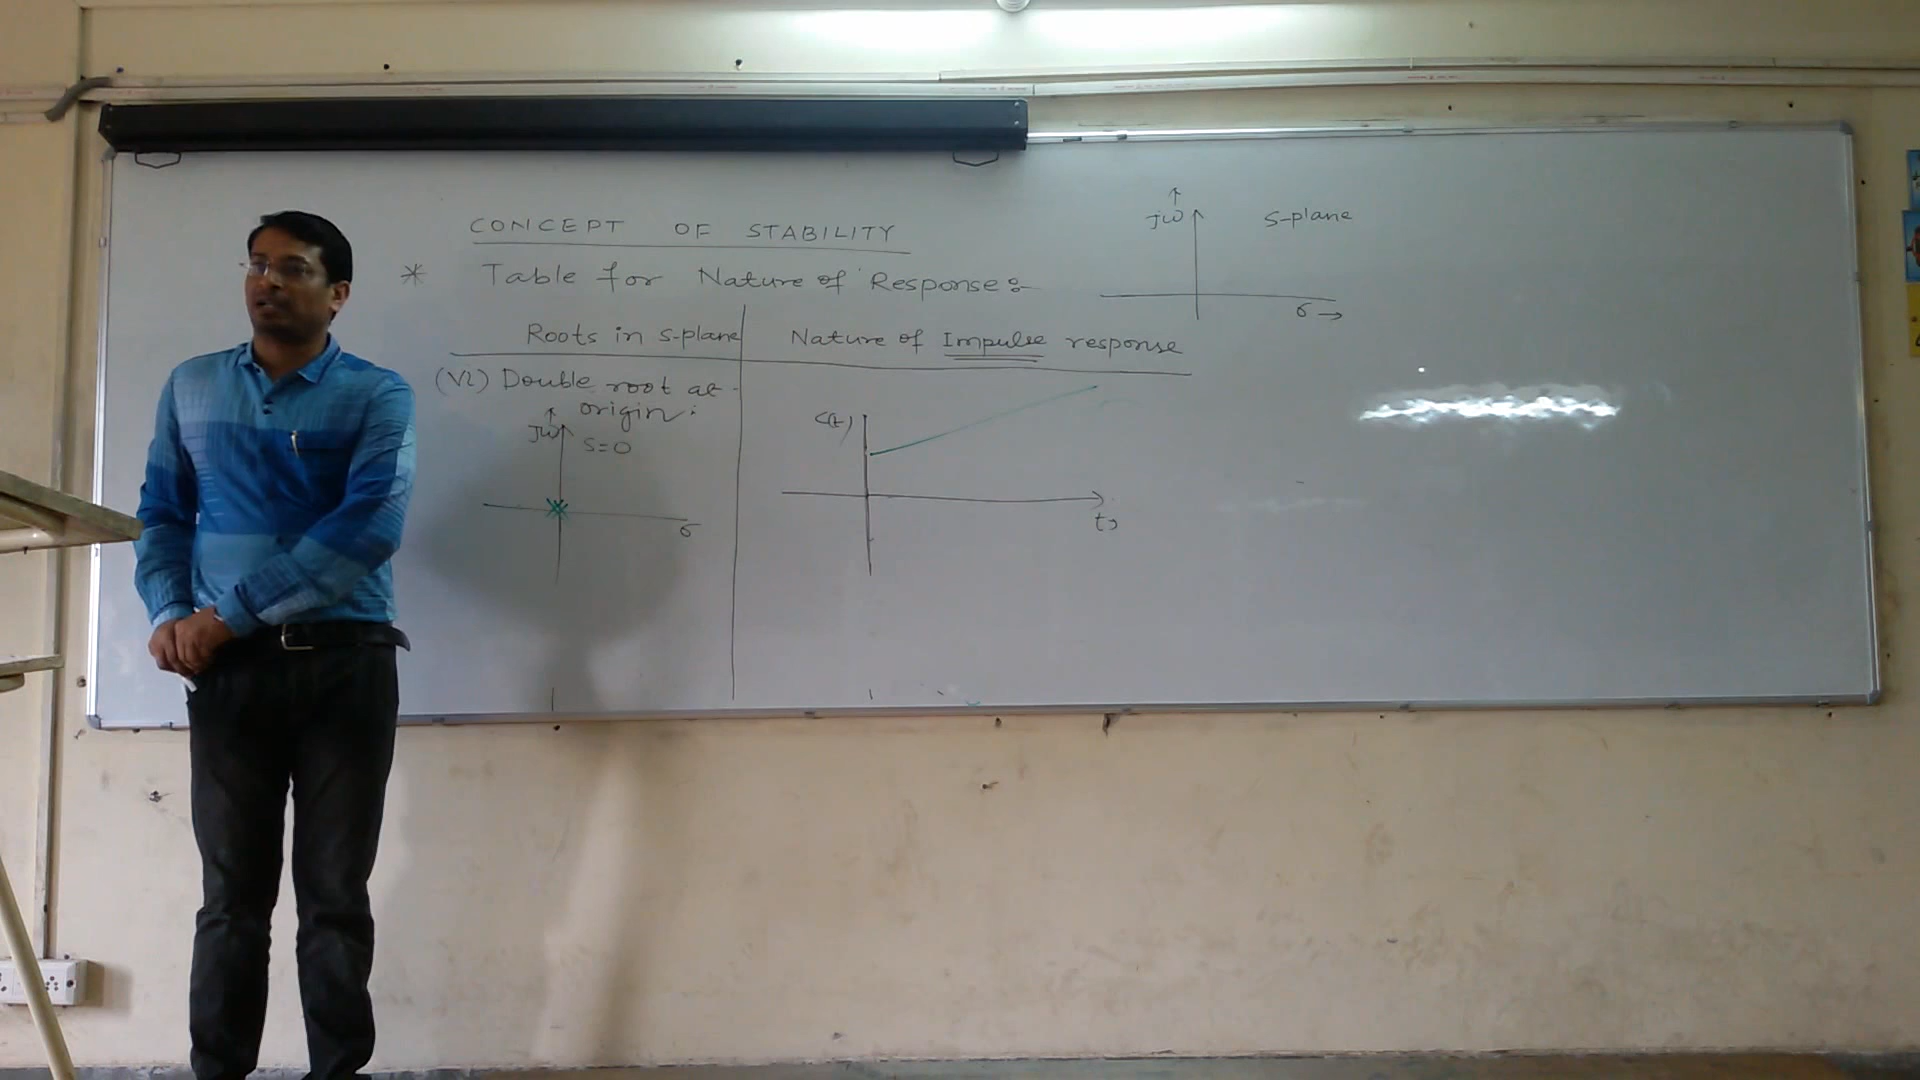 CONCEPT OF STABILITY
* Table for Nature of Response:-
jω
S-plane
σ →
Roots in s-plane
Nature of Impulse response
(VI) Double root at
origin:
jω
S=0
σ
C(t)
t→